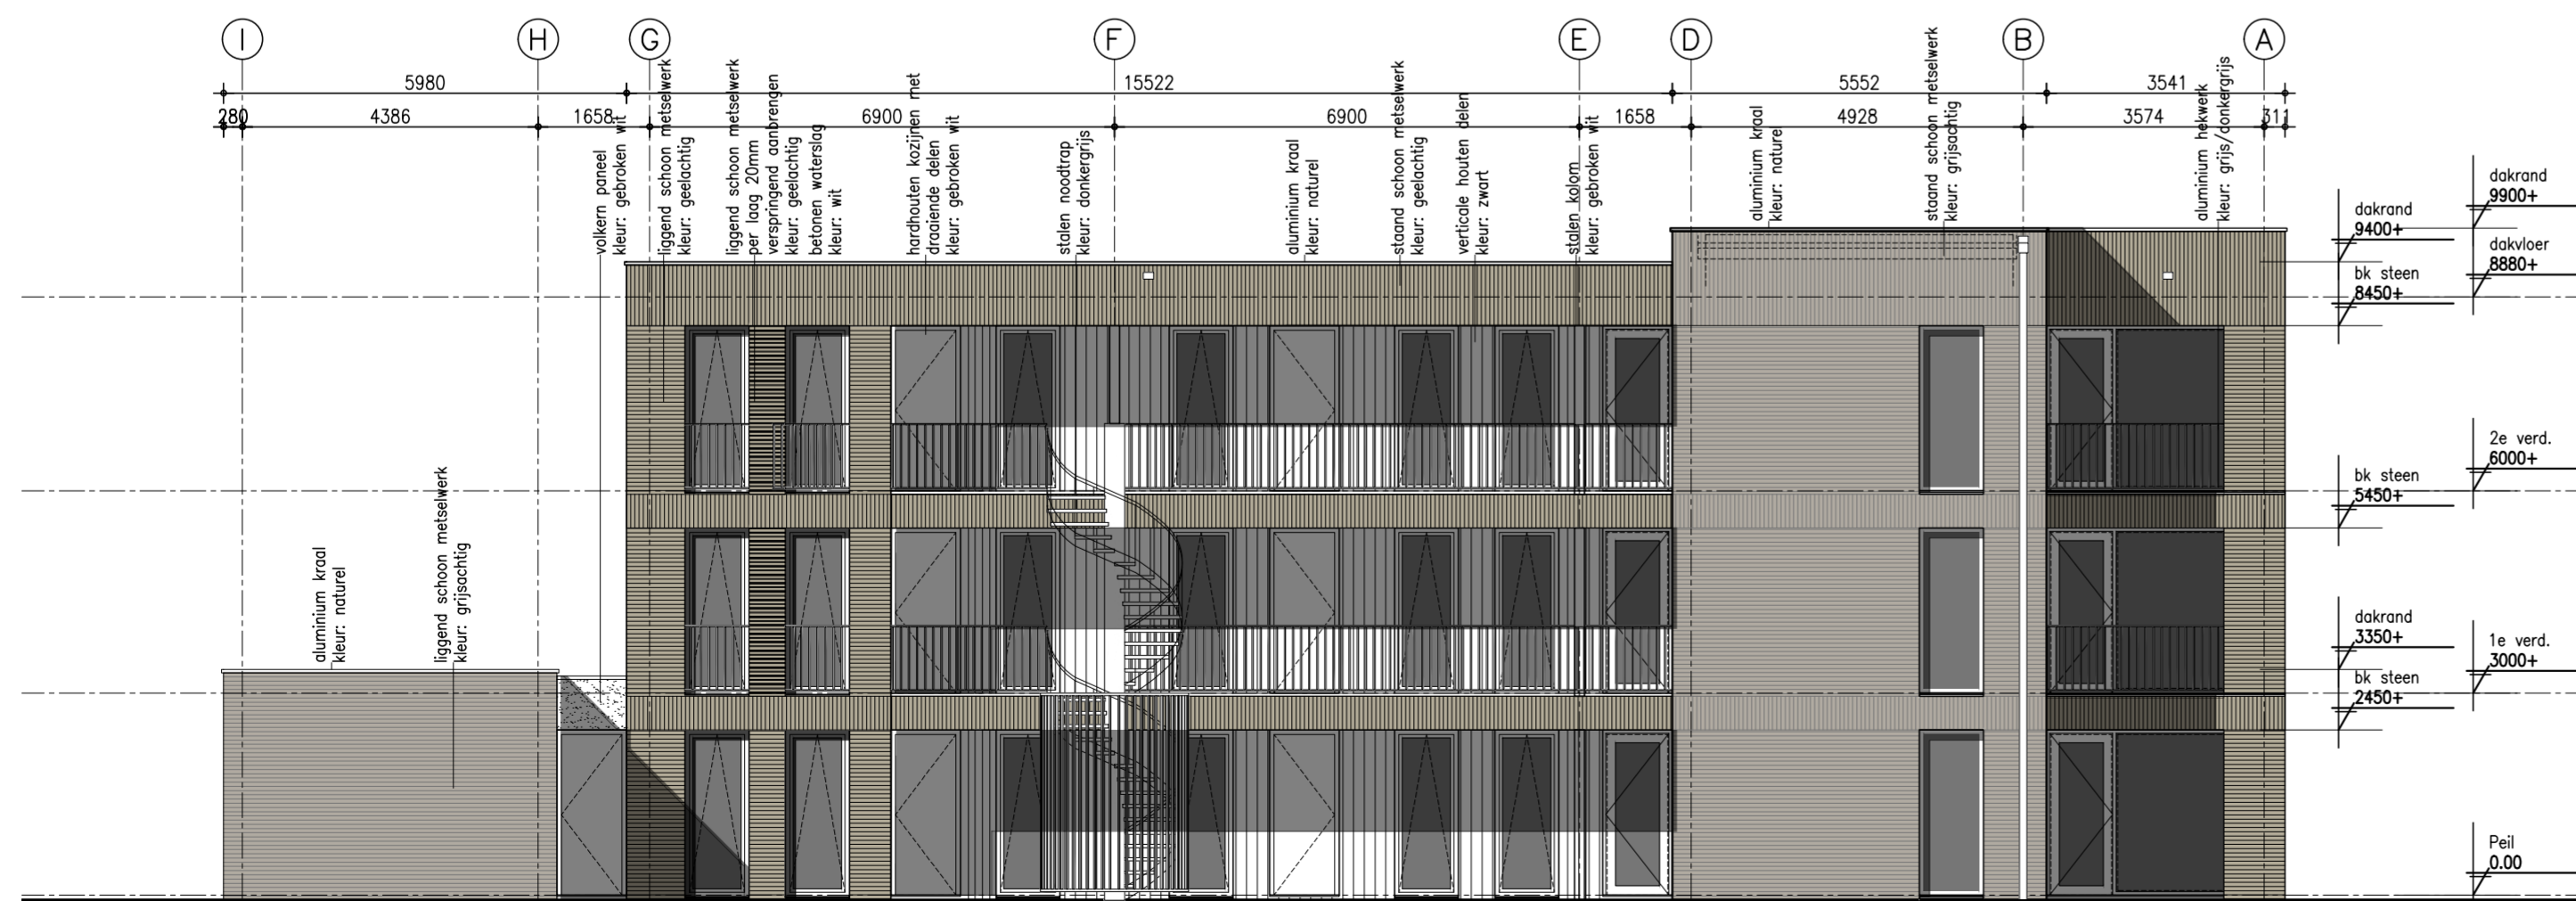 I
H
G
F
E
D
B
A
5980
15522
5552
3541
280
4386
1658
6900
6900
1658
4928
3574
311
volkern paneel
kleur: gebroken wit
liggend schoon metselwerk
kleur: geelachtig
liggend schoon metselwerk
per laag 20mm
verspringend aanbrengen
kleur: geelachtig
betonen waterslag
kleur: wit
hardhouten kozijnen met
draaiende delen
kleur: gebroken wit
stalen noodtrap
kleur: donkergrijs
aluminium kraal
kleur: naturel
staand schoon metselwerk
kleur: geelachtig
verticale houten delen
kleur: zwart
stalen kolom
kleur: gebroken wit
aluminium kraal
kleur: naturel
staand schoon metselwerk
kleur: grijsachtig
aluminium hekwerk
kleur: grijs/donkergrijs
aluminium kraal
kleur: naturel
liggend schoon metselwerk
kleur: grijsachtig
dakrand
9900+
dakrand
9400+
dakvloer
8880+
bk steen
8450+
2e verd.
6000+
bk steen
5450+
dakrand
3350+
1e verd.
3000+
bk steen
2450+
Peil
0.00